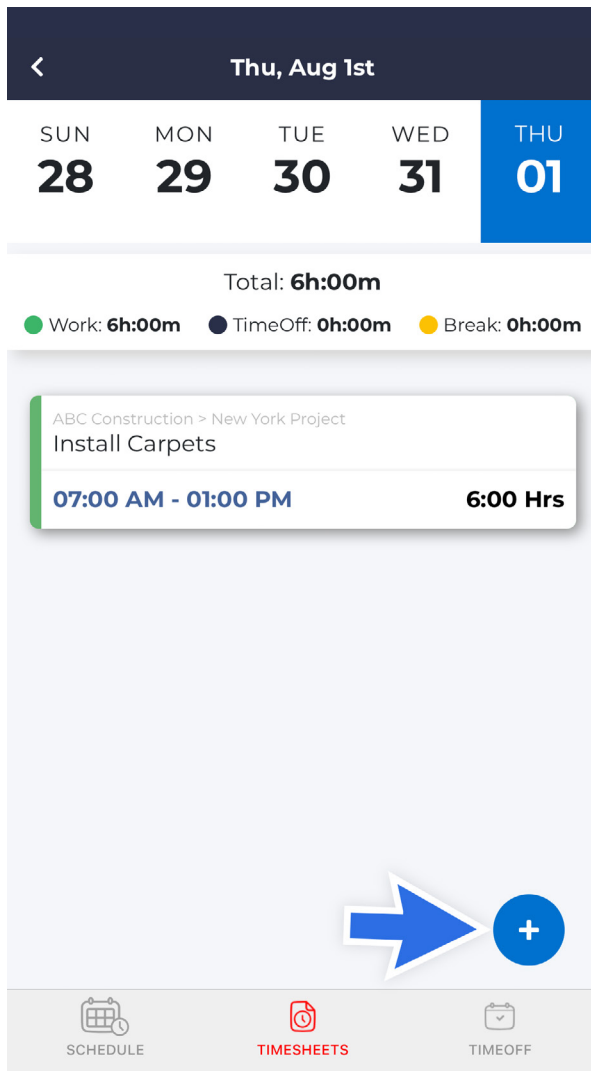 Thu, Aug 1st
SUN MON TUE WED THU
28 29 30 31 01
Total: 6h:00m
Work: 6h:00m TimeOff: 0h:00m Break: 0h:00m
ABC Construction > New York Project
Install Carpets
07:00 AM - 01:00 PM 6:00 Hrs
+
SCHEDULE TIMESHEETS TIMEOFF